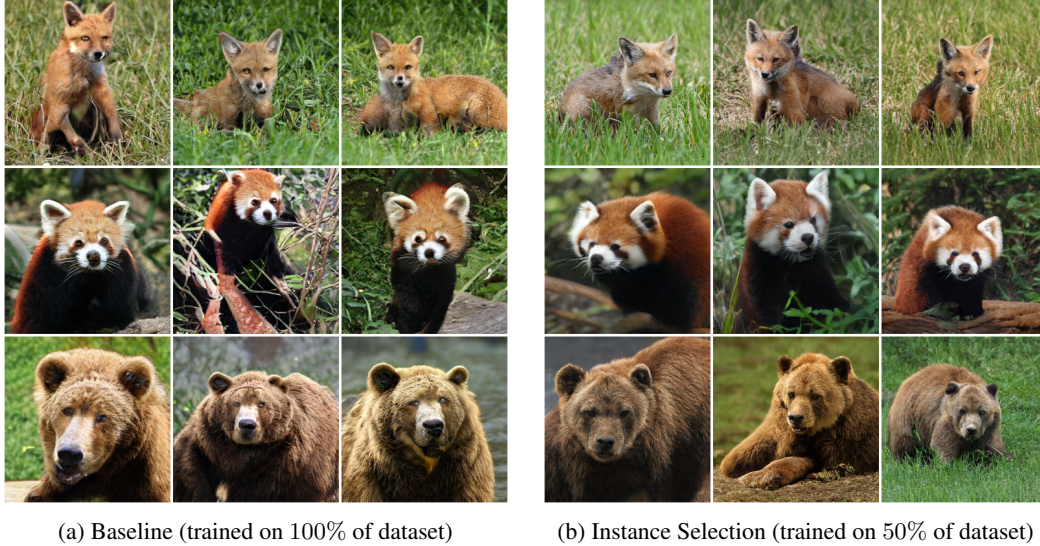 (a) Baseline (trained on 100% of dataset)
(b) Instance Selection (trained on 50% of dataset)